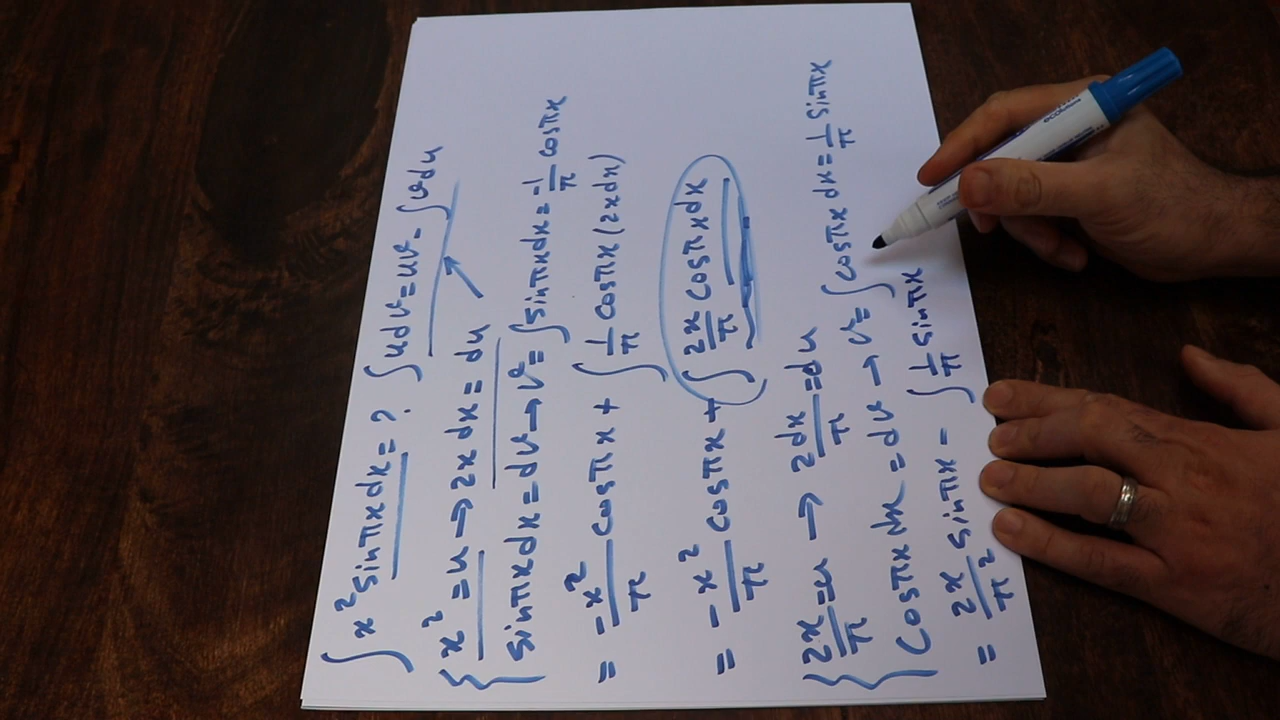 ∫ x² sinπx dx = ? ∫ u dv = uv - ∫ v du
x² = u → 2x dx = du
sinπx dx = dv → v = ∫ sinπx dx = -1/π cosπx
= -x²/π cosπx + ∫ 1/π cosπx (2x dx)
= -x²/π cosπx + ∫ 2x/π cosπx dx
2x/π = u → 2dx/π = du
cosπx dx = dv → v = ∫ cosπx dx = 1/π sinπx
= 2x/π² sinπx - ∫ 1/π sinπx